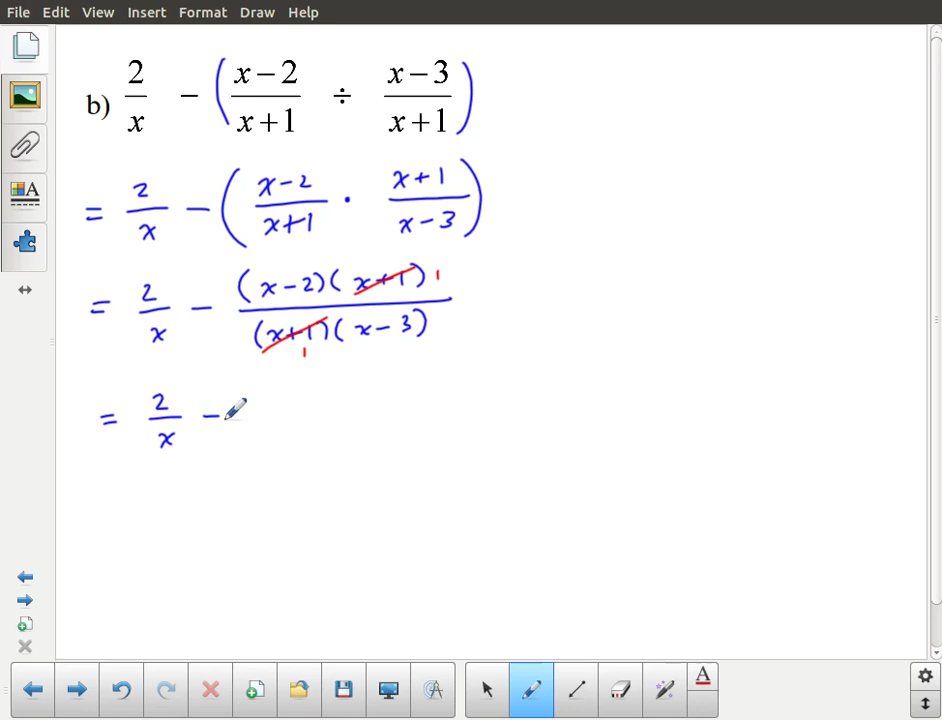 File Edit View Insert Format Draw Help
b) 2/x − ( (x−2)/(x+1) ÷ (x−3)/(x+1) )
= 2/x − ( (x−2)/(x+1) · (x+1)/(x−3) )
= 2/x − (x−2)(x+1) 1 / (x+1)(x−3) 1
= 2/x −
A
A